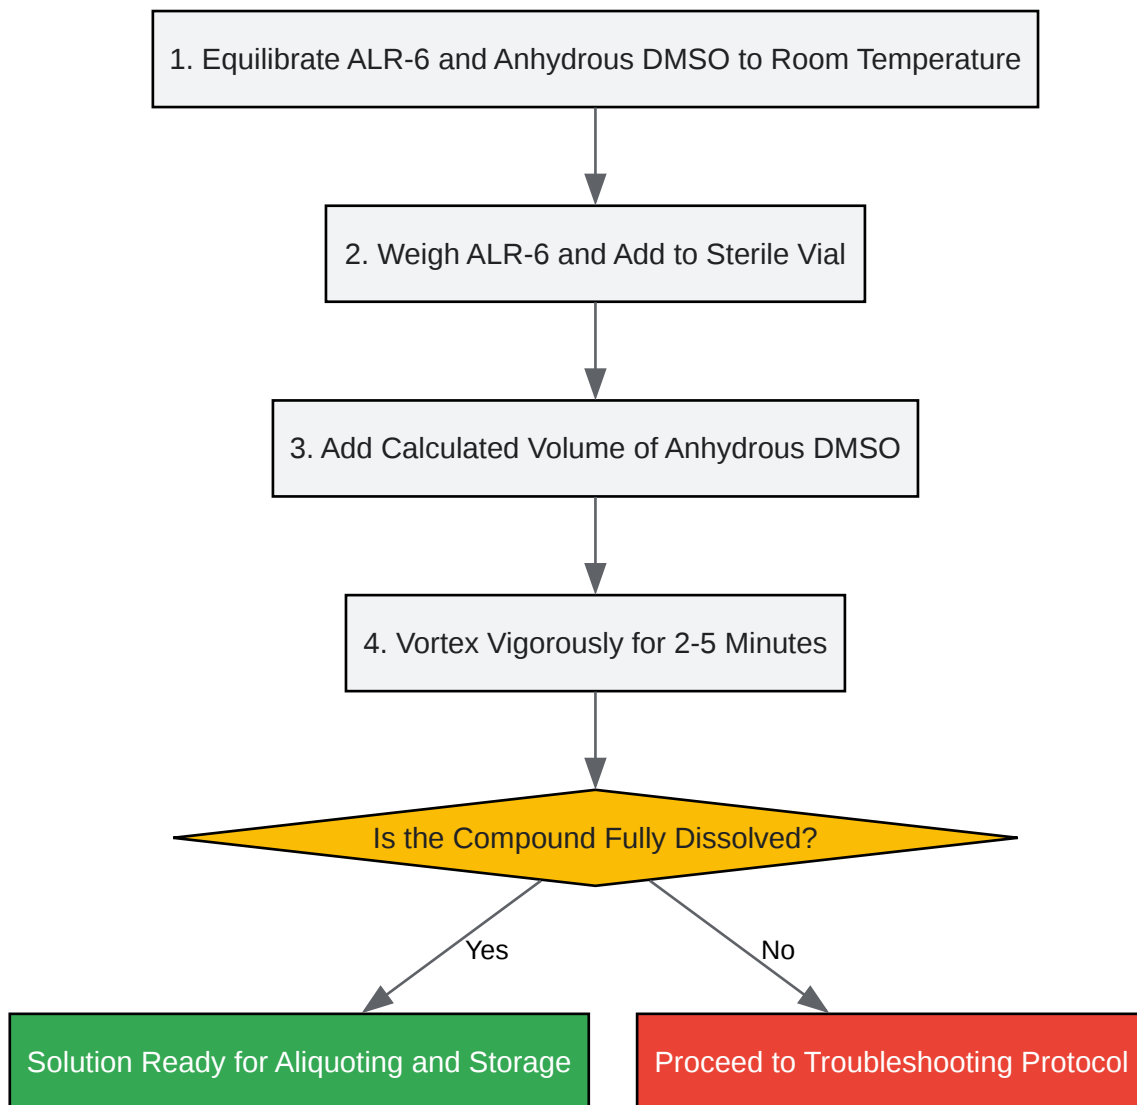 1. Equilibrate ALR-6 and Anhydrous DMSO to Room Temperature
2. Weigh ALR-6 and Add to Sterile Vial
3. Add Calculated Volume of Anhydrous DMSO
4. Vortex Vigorously for 2-5 Minutes
Is the Compound Fully Dissolved?
Yes
No
Solution Ready for Aliquoting and Storage
Proceed to Troubleshooting Protocol